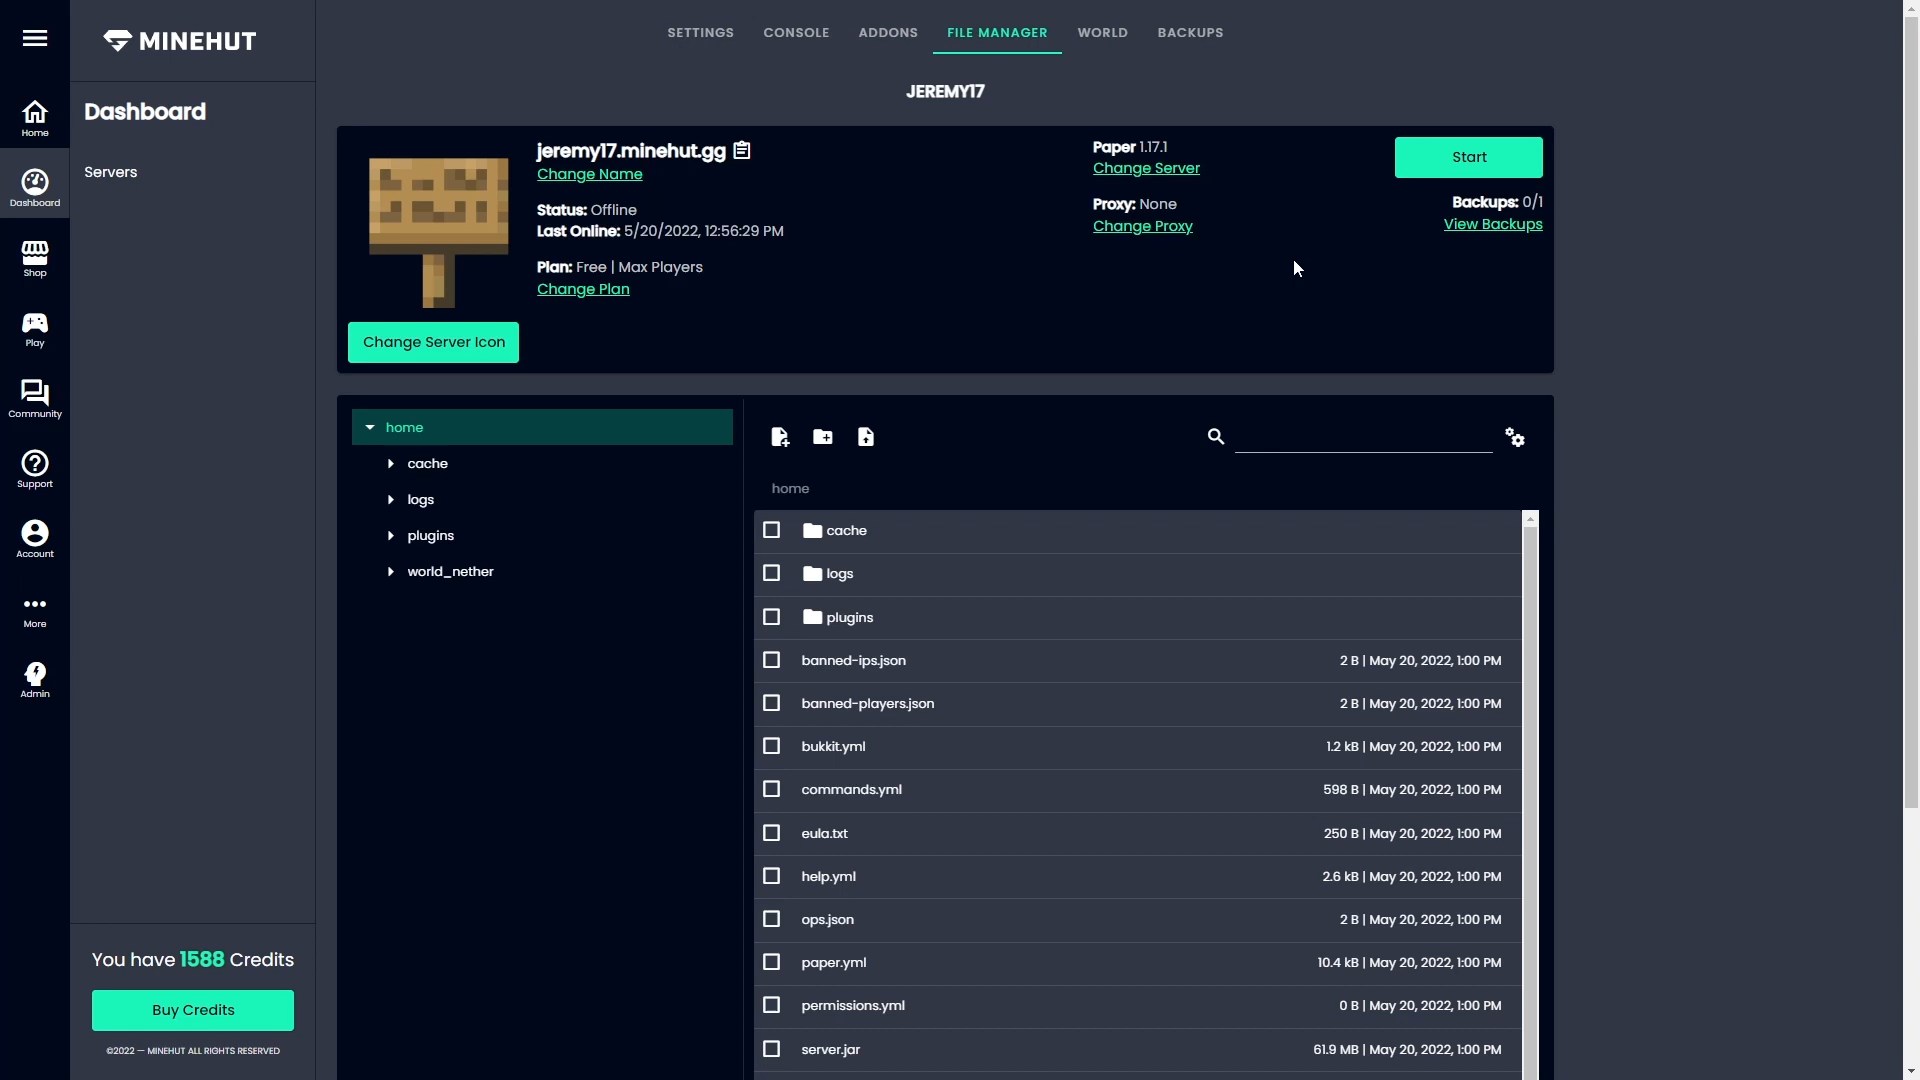 MINEHUT
SETTINGS
CONSOLE
ADDONS
FILE MANAGER
WORLD
BACKUPS
Home
Dashboard
Shop
Play
Community
Support
Account
More
Admin
Dashboard
Servers
You have 1588 Credits
Buy Credits
©2022 — MINEHUT ALL RIGHTS RESERVED
JEREMY17
jeremy17.minehut.gg
Change Name
Status: Offline
Last Online: 5/20/2022, 12:56:29 PM
Plan: Free | Max Players
Change Plan
Change Server Icon
Paper 1.17.1
Change Server
Proxy: None
Change Proxy
Start
Backups: 0/1
View Backups
home
cache
logs
plugins
world_nether
home
cache
logs
plugins
banned-ips.json 2 B | May 20, 2022, 1:00 PM
banned-players.json 2 B | May 20, 2022, 1:00 PM
bukkit.yml 1.2 kB | May 20, 2022, 1:00 PM
commands.yml 598 B | May 20, 2022, 1:00 PM
eula.txt 250 B | May 20, 2022, 1:00 PM
help.yml 2.6 kB | May 20, 2022, 1:00 PM
ops.json 2 B | May 20, 2022, 1:00 PM
paper.yml 10.4 kB | May 20, 2022, 1:00 PM
permissions.yml 0 B | May 20, 2022, 1:00 PM
server.jar 61.9 MB | May 20, 2022, 1:00 PM